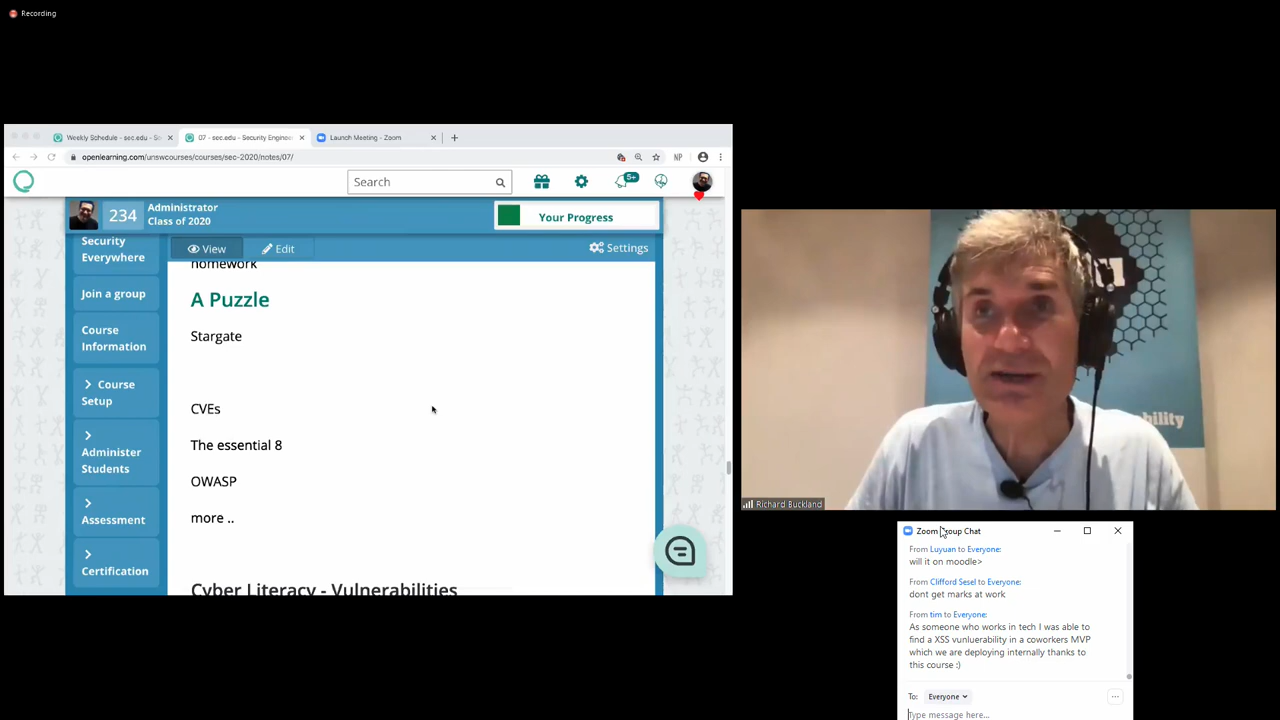 Recording
Weekly Schedule - sec.edu - So
07 - sec.edu - Security Enginee
Launch Meeting - Zoom
openlearning.com/unswcourses/courses/sec-2020/notes/07/
NP
Search
5+
234
Administrator
Class of 2020
Your Progress
View
Edit
Settings
Security
Everywhere
Join a group
Course
Information
Course
Setup
Administer
Students
Assessment
Certification
homework
A Puzzle
Stargate
CVEs
The essential 8
OWASP
more ..
Cyber Literacy - Vulnerabilities
Richard Buckland
Zoom Group Chat
From Luyuan to Everyone:
will it on moodle>
From Clifford Sesel to Everyone:
dont get marks at work
From tim to Everyone:
As someone who works in tech I was able to
find a XSS vunluerability in a coworkers MVP
which we are deploying internally thanks to
this course :)
To: Everyone
Type message here...